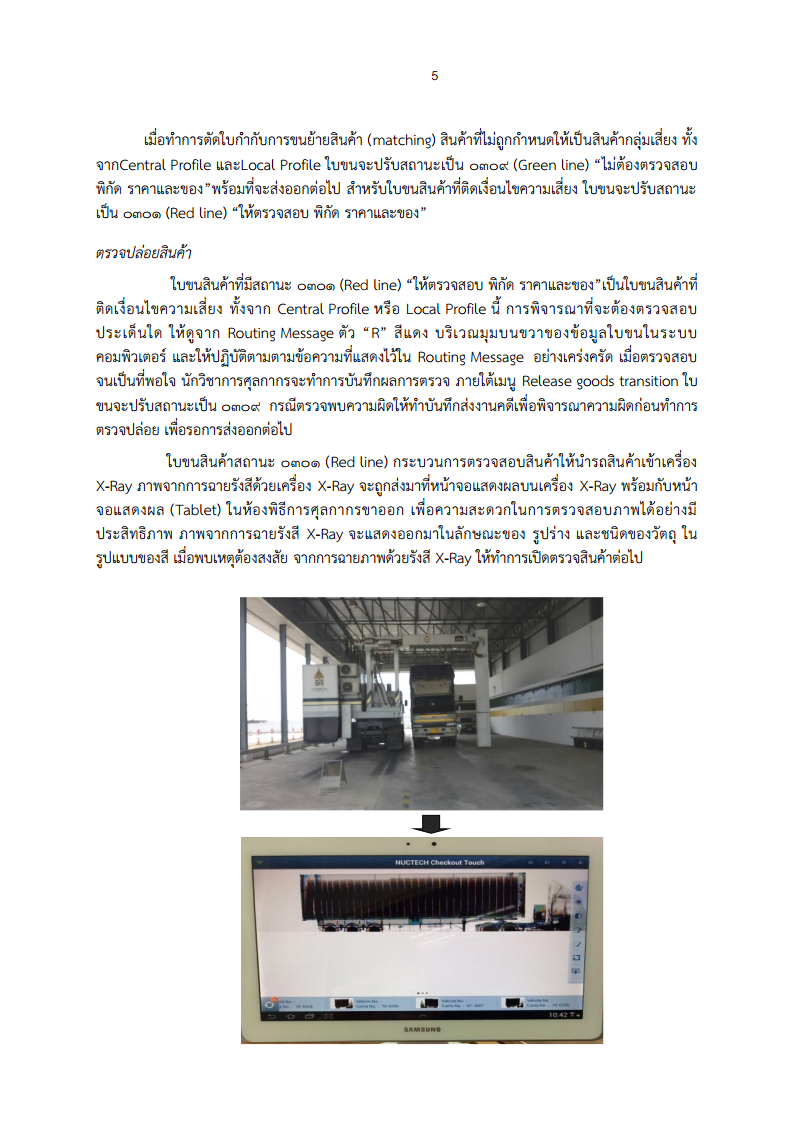 5
เมื่อทำการตัดใบกำกับการขนย้ายสินค้า (matching) สินค้าที่ไม่ถูกกำหนดให้เป็นสินค้ากลุ่มเสี่ยง ทั้ง
จากCentral Profile และLocal Profile ใบขนจะปรับสถานะเป็น ๐๓๐๙ (Green line) “ไม่ต้องตรวจสอบ
พิกัด ราคาและของ”พร้อมที่จะส่งออกต่อไป สำหรับใบขนสินค้าที่ติดเงื่อนไขความเสี่ยง ใบขนจะปรับสถานะ
เป็น ๐๓๐๑ (Red line) “ให้ตรวจสอบ พิกัด ราคาและของ”
ตรวจปล่อยสินค้า
ใบขนสินค้าที่มีสถานะ ๐๓๐๑ (Red line) “ให้ตรวจสอบ พิกัด ราคาและของ”เป็นใบขนสินค้าที่
ติดเงื่อนไขความเสี่ยง ทั้งจาก Central Profile หรือ Local Profile นี้ การพิจารณาที่จะต้องตรวจสอบ
ประเด็นใด ให้ดูจาก Routing Message ตัว “R” สีแดง บริเวณมุมบนขวาของข้อมูลใบขนในระบบ
คอมพิวเตอร์ และให้ปฏิบัติตามตามข้อความที่แสดงไว้ใน Routing Message อย่างเคร่งครัด เมื่อตรวจสอบ
จนเป็นที่พอใจ นักวิชาการศุลกากรจะทำการบันทึกผลการตรวจ ภายใต้เมนู Release goods transition ใบ
ขนจะปรับสถานะเป็น ๐๓๐๙ กรณีตรวจพบความผิดให้ทำบันทึกส่งงานคดีเพื่อพิจารณาความผิดก่อนทำการ
ตรวจปล่อย เพื่อรอการส่งออกต่อไป
ใบขนสินค้าสถานะ ๐๓๐๑ (Red line) กระบวนการตรวจสอบสินค้าให้นำรถสินค้าเข้าเครื่อง
X-Ray ภาพจากการฉายรังสีด้วยเครื่อง X-Ray จะถูกส่งมาที่หน้าจอแสดงผลบนเครื่อง X-Ray พร้อมกับหน้า
จอแสดงผล (Tablet) ในห้องพิธีการศุลกากรขาออก เพื่อความสะดวกในการตรวจสอบภาพได้อย่างมี
ประสิทธิภาพ ภาพจากการฉายรังสี X-Ray จะแสดงออกมาในลักษณะของ รูปร่าง และชนิดของวัตถุ ใน
รูปแบบของสี เมื่อพบเหตุต้องสงสัย จากการฉายภาพด้วยรังสี X-Ray ให้ทำการเปิดตรวจสินค้าต่อไป
NUCTECH Checkout Touch
10:42
SAMSUNG